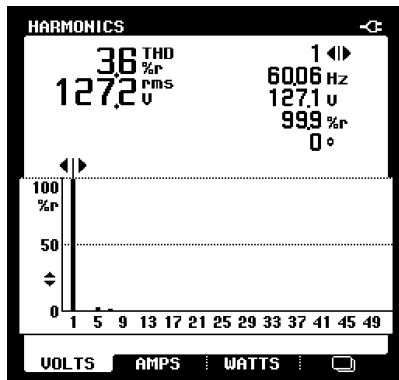 HARMONICS
3.6 THD %r
127.2 rms V
1
60.06 Hz
127.1 V
99.9 %r
0 °
100
%r
50
0
1 5 9 13 17 21 25 29 33 37 41 45 49
VOLTS AMPS WATTS